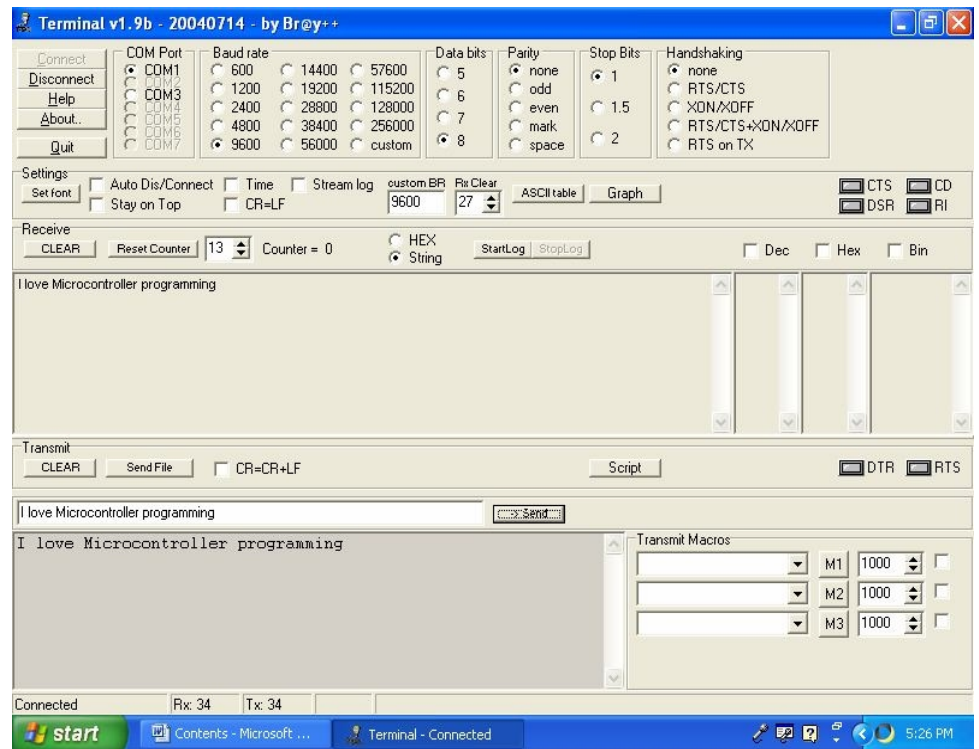 Terminal v1.9b - 20040714 - by Br@y++
Connect
Disconnect
Help
About..
Quit
COM Port
COM1
COM2
COM3
COM4
COM5
COM6
COM7
Baud rate
600 14400 57600
1200 19200 115200
2400 28800 128000
4800 38400 256000
9600 56000 custom
Data bits
5
6
7
8
Parity
none
odd
even
mark
space
Stop Bits
1
1.5
2
Handshaking
none
RTS/CTS
XON/XOFF
RTS/CTS+XON/XOFF
RTS on TX
Settings
Set font
Auto Dis/Connect Time Stream log
Stay on Top CR=LF
custom BR
9600
Rx Clear
27
ASCII table
Graph
CTS CD
DSR RI
Receive
CLEAR Reset Counter 13 Counter = 0
HEX
String
StartLog StopLog
Dec Hex Bin
I love Microcontroller programming
Transmit
CLEAR Send File CR=CR+LF Script DTR RTS
I love Microcontroller programming
-> Send
I love Microcontroller programming
Transmit Macros
M1 1000
M2 1000
M3 1000
Connected Rx: 34 Tx: 34
start Contents - Microsoft ... Terminal - Connected 5:26 PM